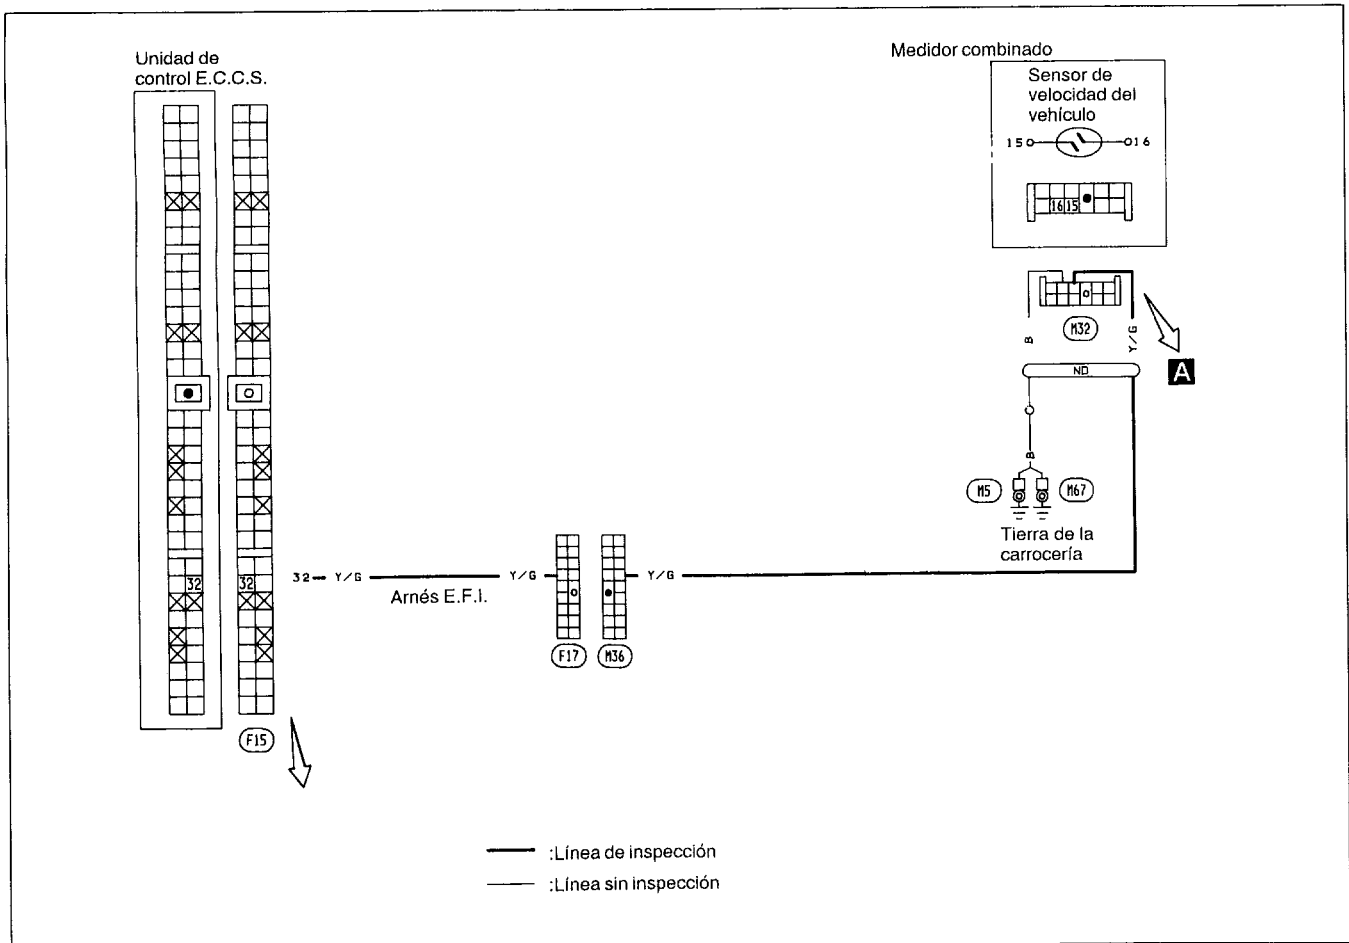 Unidad de
control E.C.C.S.
Medidor combinado
Sensor de
velocidad del
vehículo
15
16
16 15
M32
B
Y/G
A
ND
B
M5
M67
Tierra de la
carrocería
32
32
32
Y/G
Arnés E.F.I.
Y/G
Y/G
F17
M36
F15
:Línea de inspección
:Línea sin inspección